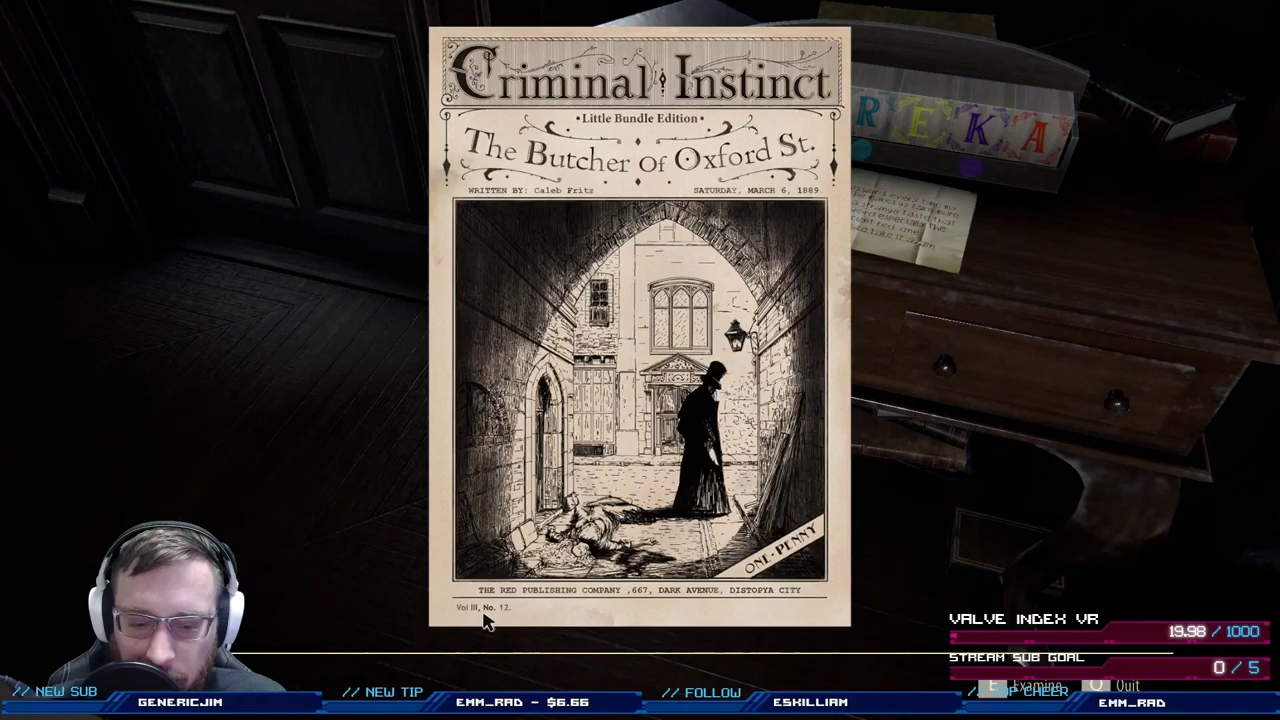 Criminal Instinct
•Little Bundle Edition•
The Butcher Of Oxford St.
WRITTEN BY: Caleb Fritz
SATURDAY, MARCH 6, 1889
ONE•PENNY
THE RED PUBLISHING COMPANY ,667, DARK AVENUE, DISTOPYA CITY
Vol III, No. 12.
R E K A
VALVE INDEX VR
19.98 / 1000
STREAM SUB GOAL
0 / 5
E Examine Q Quit
// NEW SUB
GENERICJIM
// NEW TIP
EMM_RAD - $6.66
// FOLLOW
ESKILLIAM
CHEER
EMM_RAD